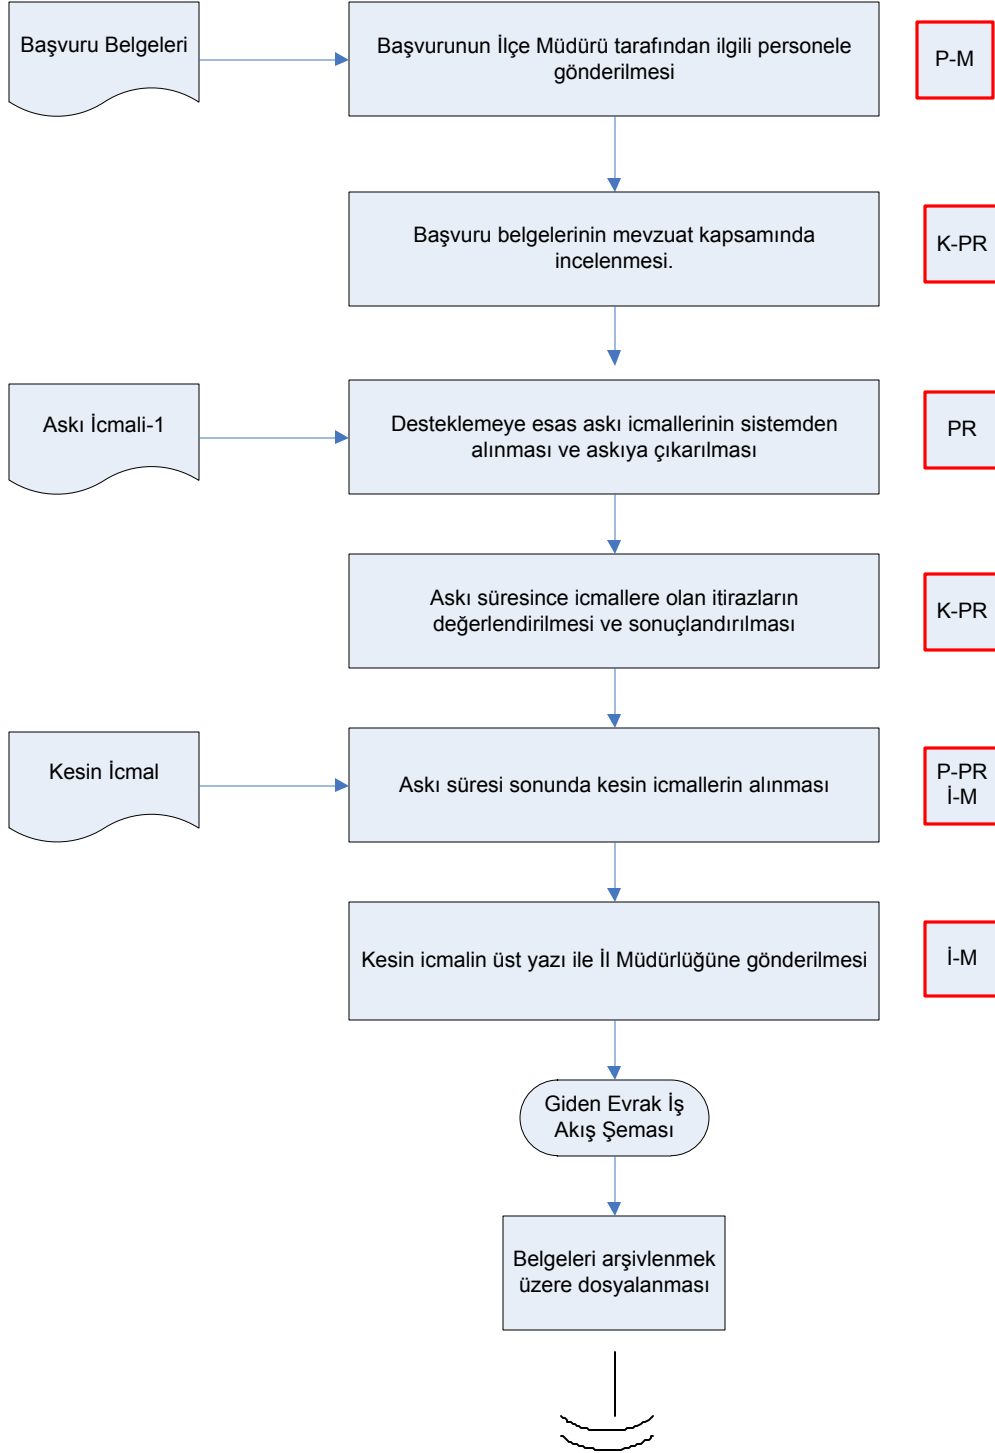 Başvuru Belgeleri
Başvurunun İlçe Müdürü tarafından ilgili personele
gönderilmesi
P-M
Başvuru belgelerinin mevzuat kapsamında
incelenmesi.
K-PR
Askı İcmali-1
Desteklemeye esas askı icmallerinin sistemden
alınması ve askıya çıkarılması
PR
Askı süresince icmallere olan itirazların
değerlendirilmesi ve sonuçlandırılması
K-PR
Kesin İcmal
Askı süresi sonunda kesin icmallerin alınması
P-PR
İ-M
Kesin icmalin üst yazı ile İl Müdürlüğüne gönderilmesi
İ-M
Giden Evrak İş
Akış Şeması
Belgeleri arşivlenmek
üzere dosyalanması